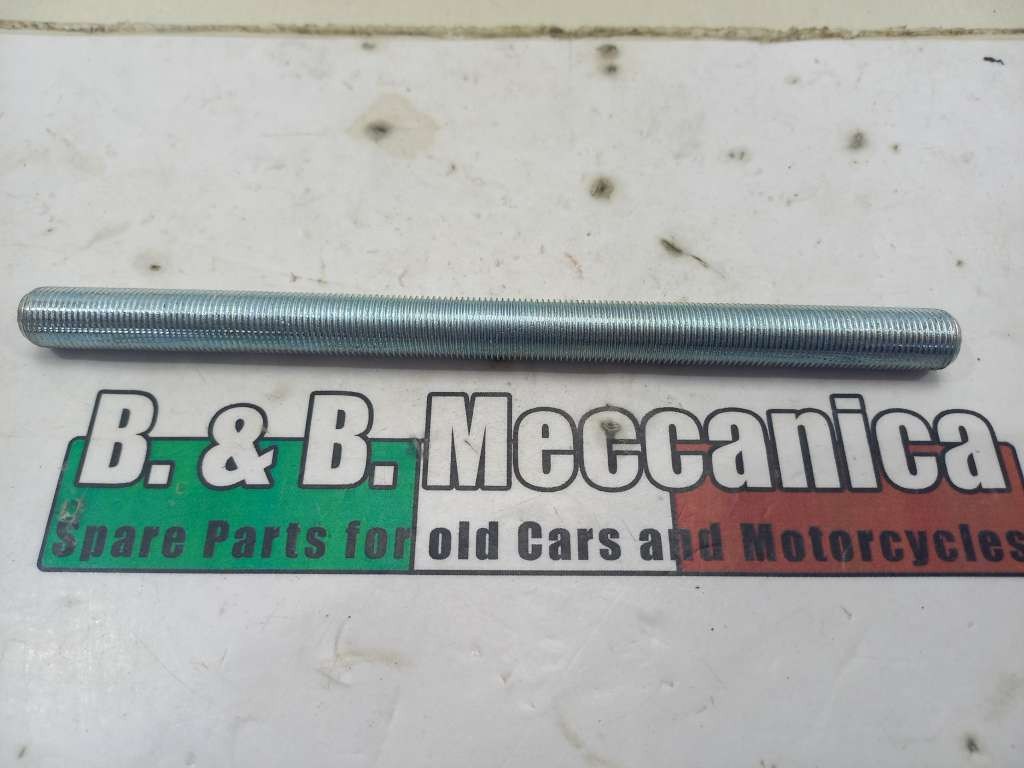 B. & B. Meccanica
Spare Parts for old Cars and Motorcycles